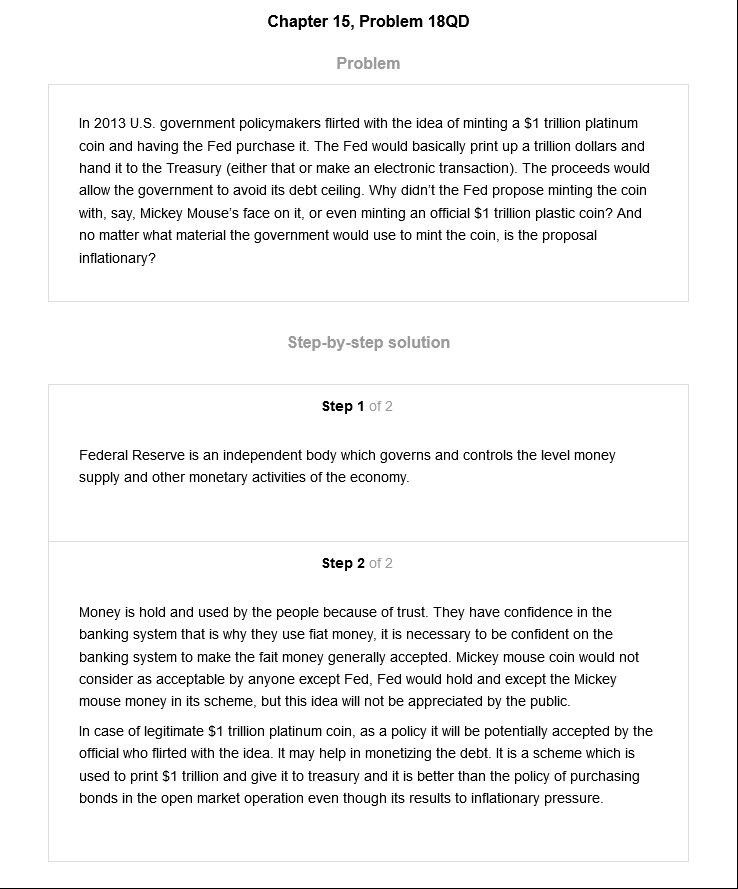 Chapter 15, Problem 18QD
Problem
In 2013 U.S. government policymakers flirted with the idea of minting a $1 trillion platinum
coin and having the Fed purchase it. The Fed would basically print up a trillion dollars and
hand it to the Treasury (either that or make an electronic transaction). The proceeds would
allow the government to avoid its debt ceiling. Why didn't the Fed propose minting the coin
with, say, Mickey Mouse's face on it, or even minting an official $1 trillion plastic coin? And
no matter what material the government would use to mint the coin, is the proposal
inflationary?
Step-by-step solution
Step 1 of 2
Federal Reserve is an independent body which governs and controls the level money
supply and other monetary activities of the economy.
Step 2 of 2
Money is hold and used by the people because of trust. They have confidence in the
banking system that is why they use fiat money, it is necessary to be confident on the
banking system to make the fait money generally accepted. Mickey mouse coin would not
consider as acceptable by anyone except Fed, Fed would hold and except the Mickey
mouse money in its scheme, but this idea will not be appreciated by the public.
In case of legitimate $1 trillion platinum coin, as a policy it will be potentially accepted by the
official who flirted with the idea. It may help in monetizing the debt. It is a scheme which is
used to print $1 trillion and give it to treasury and it is better than the policy of purchasing
bonds in the open market operation even though its results to inflationary pressure.